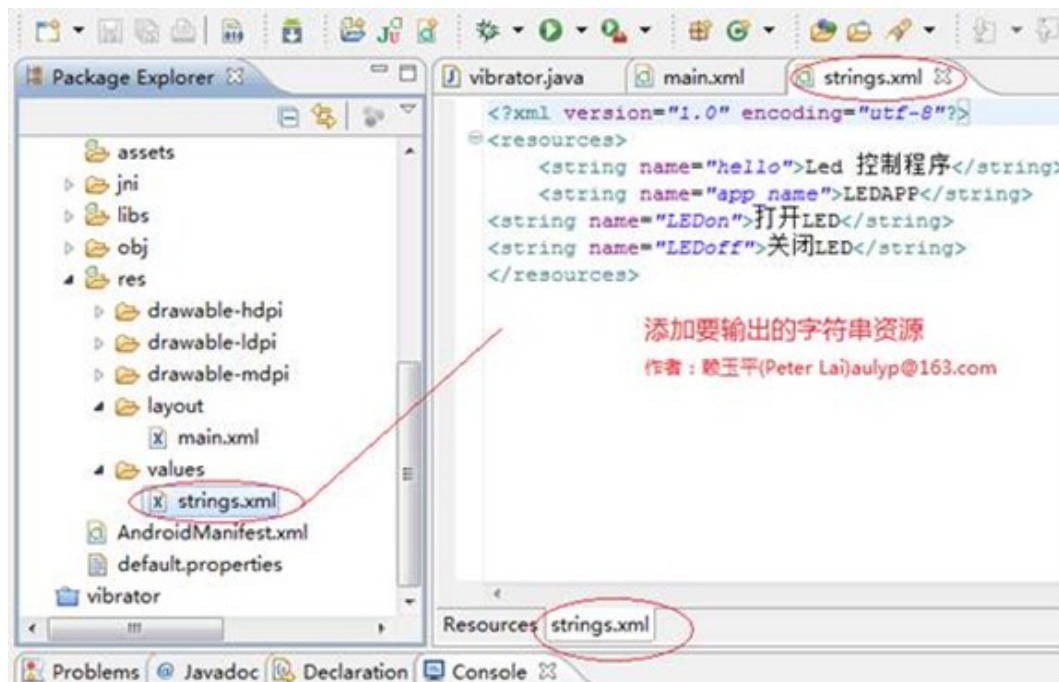 Package Explorer
vibrator.java main.xml strings.xml
assets
jni
libs
obj
res
drawable-hdpi
drawable-ldpi
drawable-mdpi
layout
main.xml
values
strings.xml
AndroidManifest.xml
default.properties
vibrator
<?xml version="1.0" encoding="utf-8"?>
<resources>
<string name="hello">Led 控制程序</string>
<string name="app_name">LEDAPP</string>
<string name="LEDon">打开LED</string>
<string name="LEDoff">关闭LED</string>
</resources>
添加要输出的字符串资源
作者：赖玉平(Peter Lai)aulyp@163.com
Resources strings.xml
Problems Javadoc Declaration Console